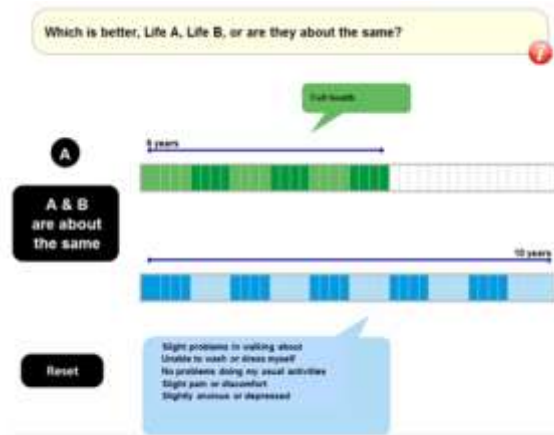 Which is better, Life A, Life B, or are they about the same?
i
Full health
6 years
A
A & B
are about
the same
10 years
Slight problems in walking about
Unable to wash or dress myself
No problems doing my usual activities
Slight pain or discomfort
Slightly anxious or depressed
Reset